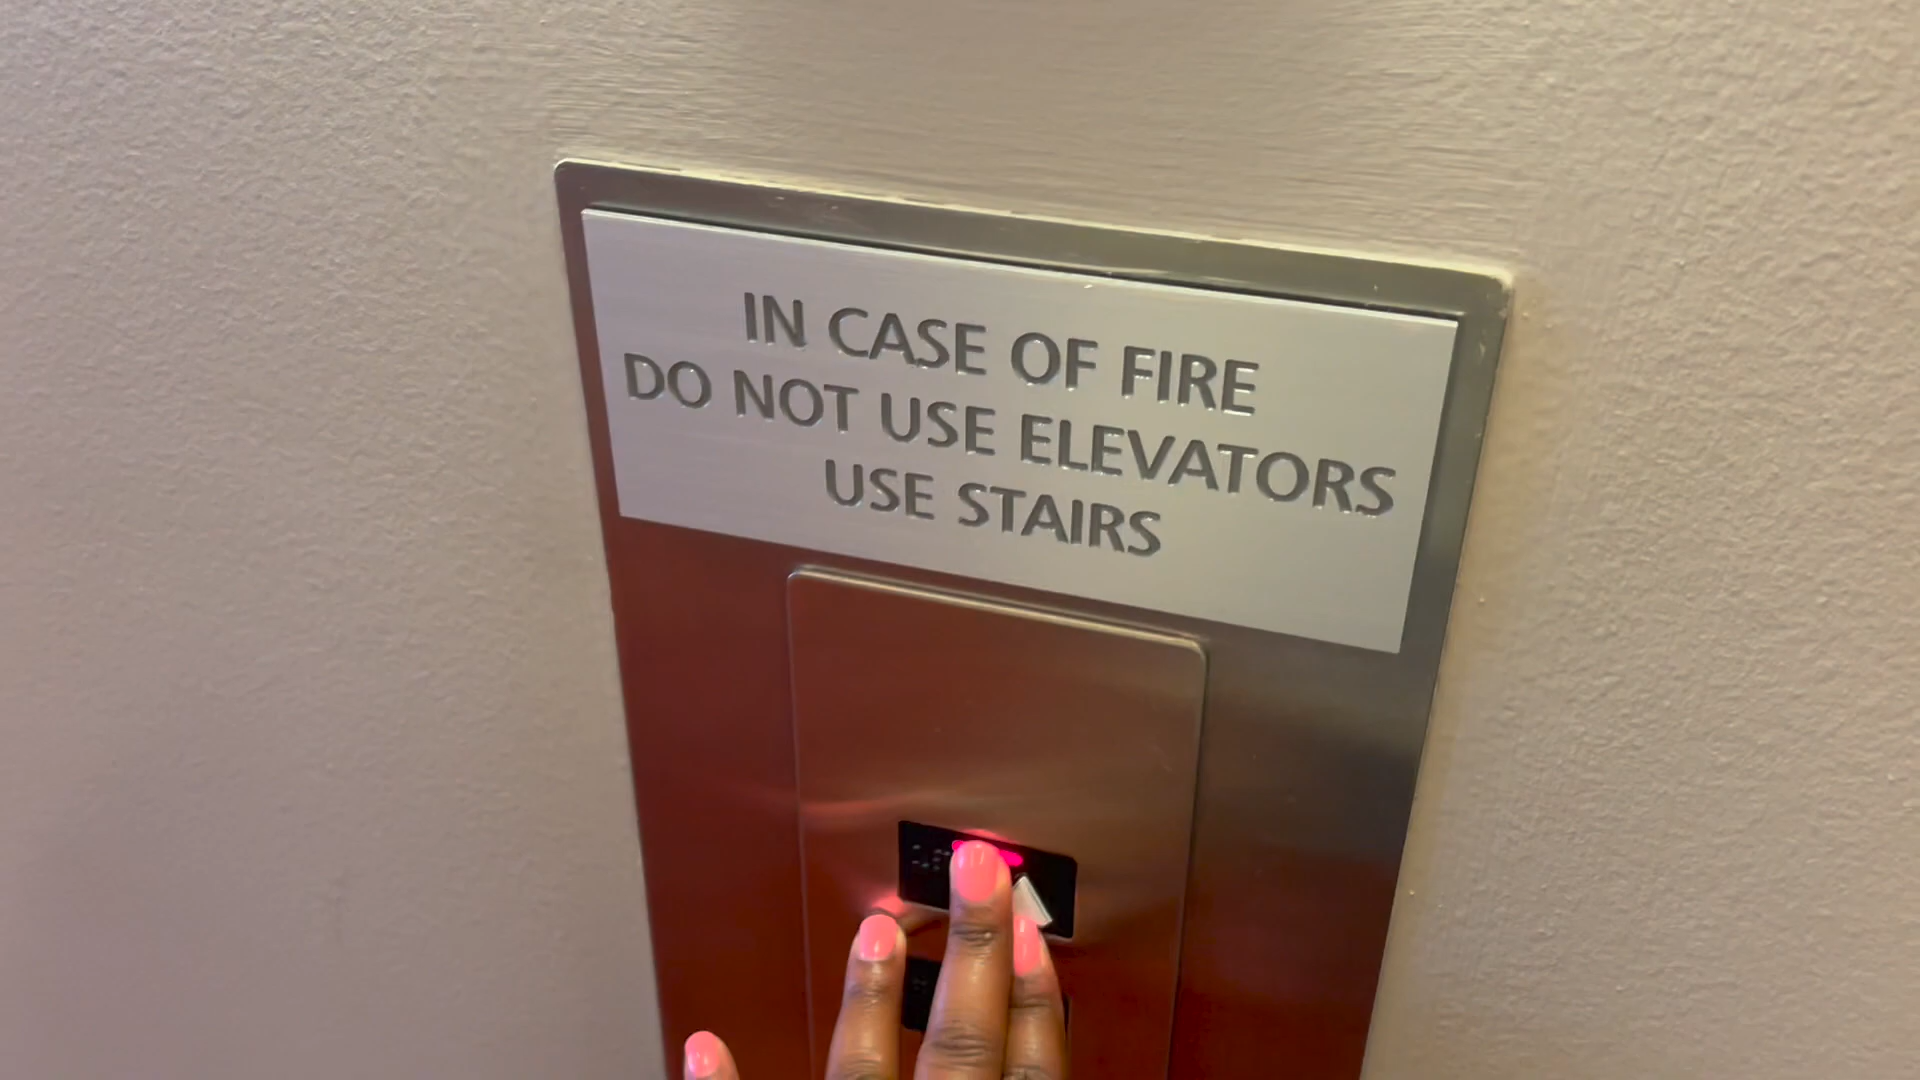 IN CASE OF FIRE
DO NOT USE ELEVATORS
USE STAIRS